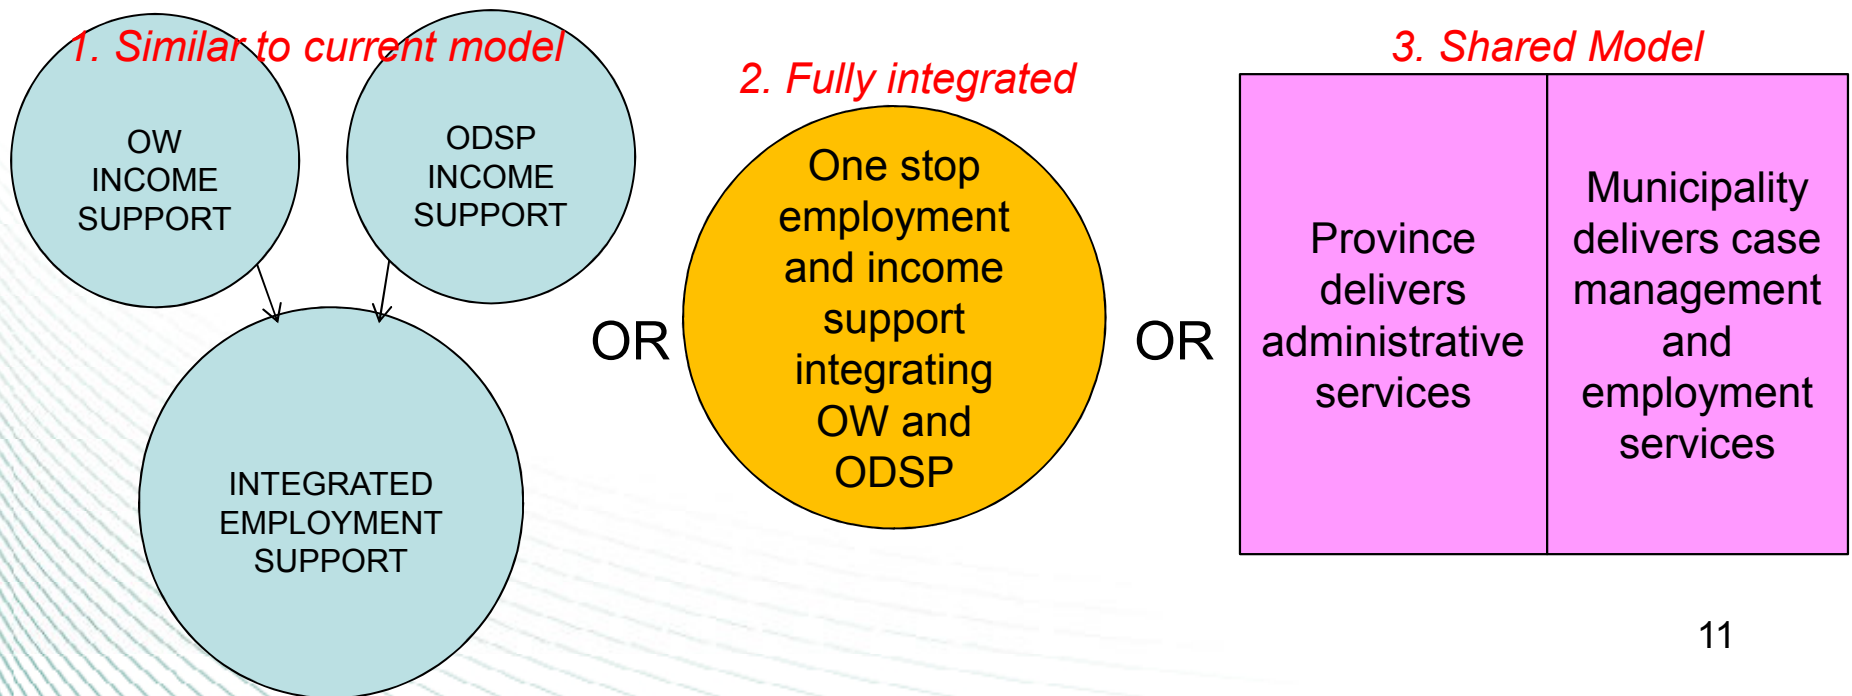 1. Similar to current model
OW
INCOME
SUPPORT
ODSP
INCOME
SUPPORT
INTEGRATED
EMPLOYMENT
SUPPORT
OR
2. Fully integrated
One stop
employment
and income
support
integrating
OW and
ODSP
OR
3. Shared Model
Province
delivers
administrative
services
Municipality
delivers case
management
and
employment
services
11